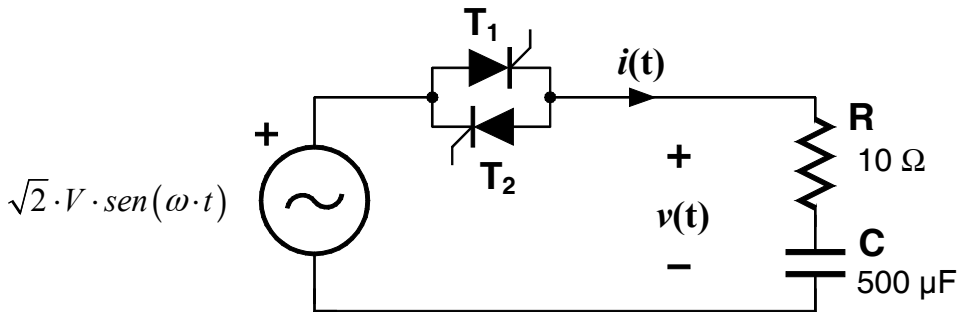 T₁
i(t)
+
R
10 Ω
T₂
+
√2·V·sen(ω·t)
v(t)
−
C
500 µF